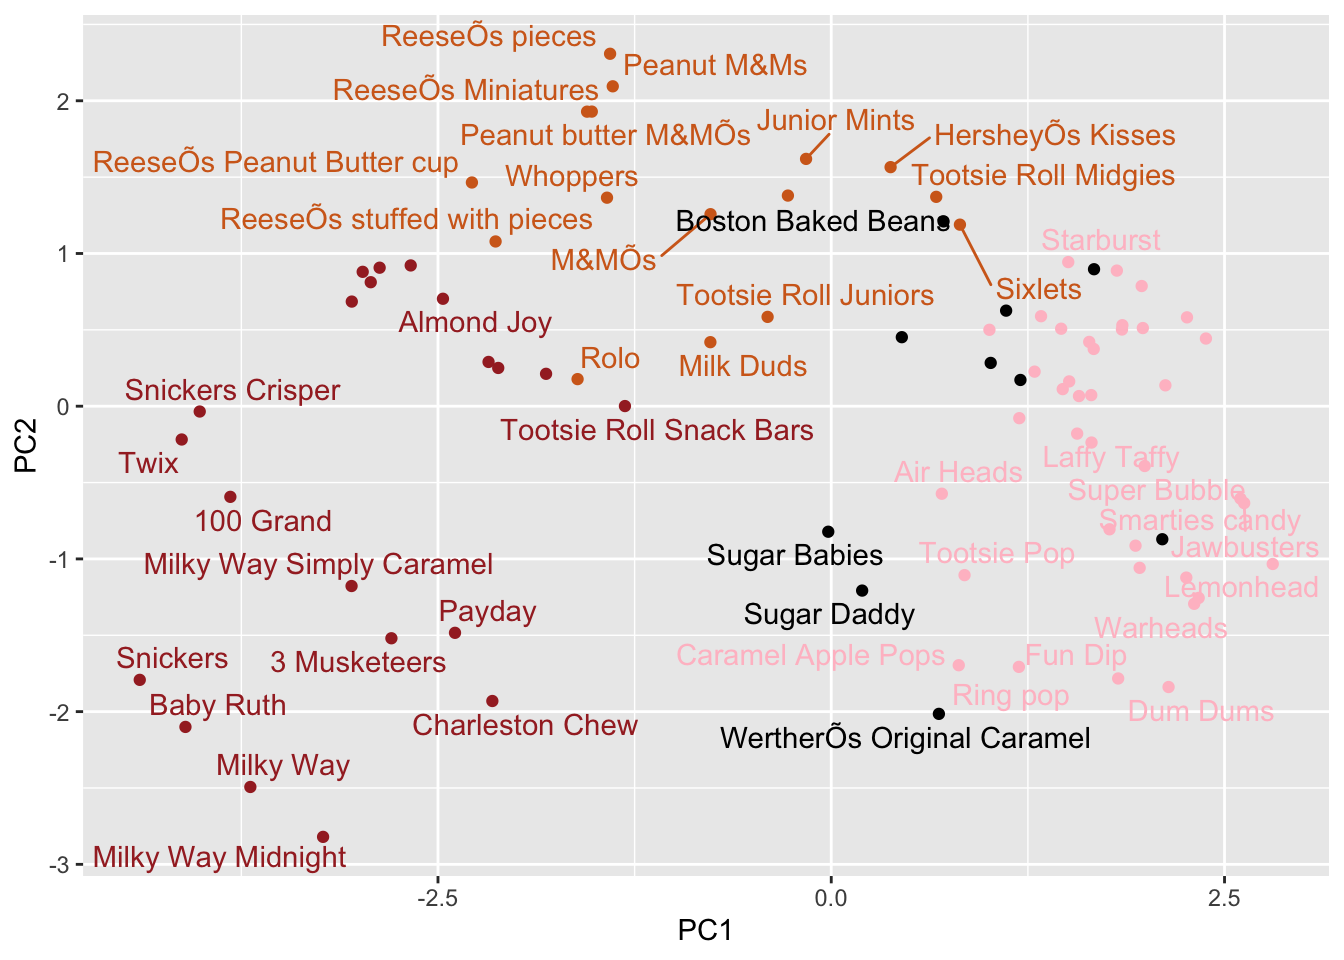 ReeseÕs pieces
Peanut M&Ms
ReeseÕs Miniatures
Peanut butter M&MÕs
Junior Mints
HersheyÕs Kisses
ReeseÕs Peanut Butter cup
Whoppers
Tootsie Roll Midgies
ReeseÕs stuffed with pieces
Boston Baked Beans
Starburst
M&MÕs
Sixlets
Tootsie Roll Juniors
Almond Joy
Rolo
Milk Duds
Snickers Crisper
Tootsie Roll Snack Bars
Twix
Laffy Taffy
Air Heads
Super Bubble
100 Grand
Smarties candy
Jawbusters
Sugar Babies
Tootsie Pop
Milky Way Simply Caramel
Lemonhead
Payday
Sugar Daddy
Warheads
Snickers
3 Musketeers
Caramel Apple Pops
Fun Dip
Ring pop
Baby Ruth
Dum Dums
Charleston Chew
WertherÕs Original Caramel
Milky Way
Milky Way Midnight
2
1
0
-1
-2
-3
PC2
-2.5
0.0
2.5
PC1